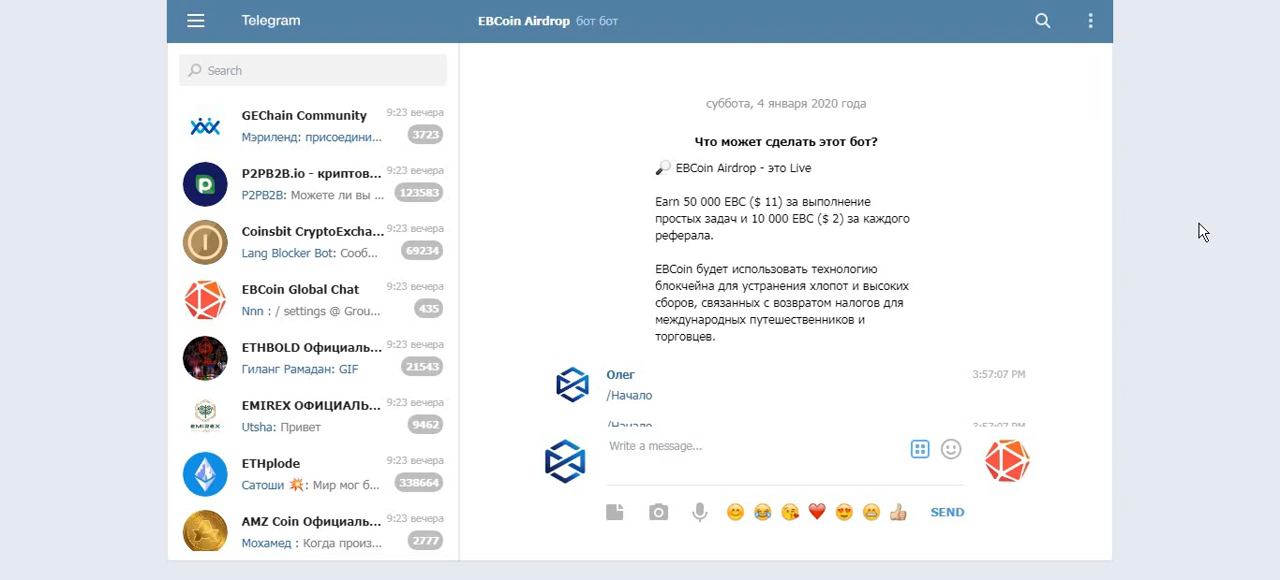 Telegram
EBCoin Airdrop бот бот
Search
GEChain Community 9:23 вечера
Мэриленд: присоедини... 3723
P2PB2B.io - криптов... 9:23 вечера
P2PB2B: Можете ли вы ... 123583
Coinsbit CryptoExcha... 9:23 вечера
Lang Blocker Bot: Сооб... 69234
EBCoin Global Chat 9:23 вечера
Nnn : / settings @ Grou... 435
ETHBOLD Официаль... 9:23 вечера
Гиланг Рамадан: GIF 21543
EMIREX ОФИЦИАЛЬ... 9:23 вечера
Utsha: Привет 9462
EMIREX
ETHplode 9:23 вечера
Сатоши 💥: Мир мог б... 338664
AMZ Coin Официаль... 9:23 вечера
Мохамед : Когда произ... 2777
суббота, 4 января 2020 года
Что может сделать этот бот?
🔎 EBCoin Airdrop - это Live
Earn 50 000 EBC ($ 11) за выполнение
простых задач и 10 000 EBC ($ 2) за каждого
реферала.
EBCoin будет использовать технологию
блокчейна для устранения хлопот и высоких
сборов, связанных с возвратом налогов для
международных путешественников и
торговцев.
Олег 3:57:07 PM
/Начало
/Начало 3:57:07 PM
Write a message...
SEND